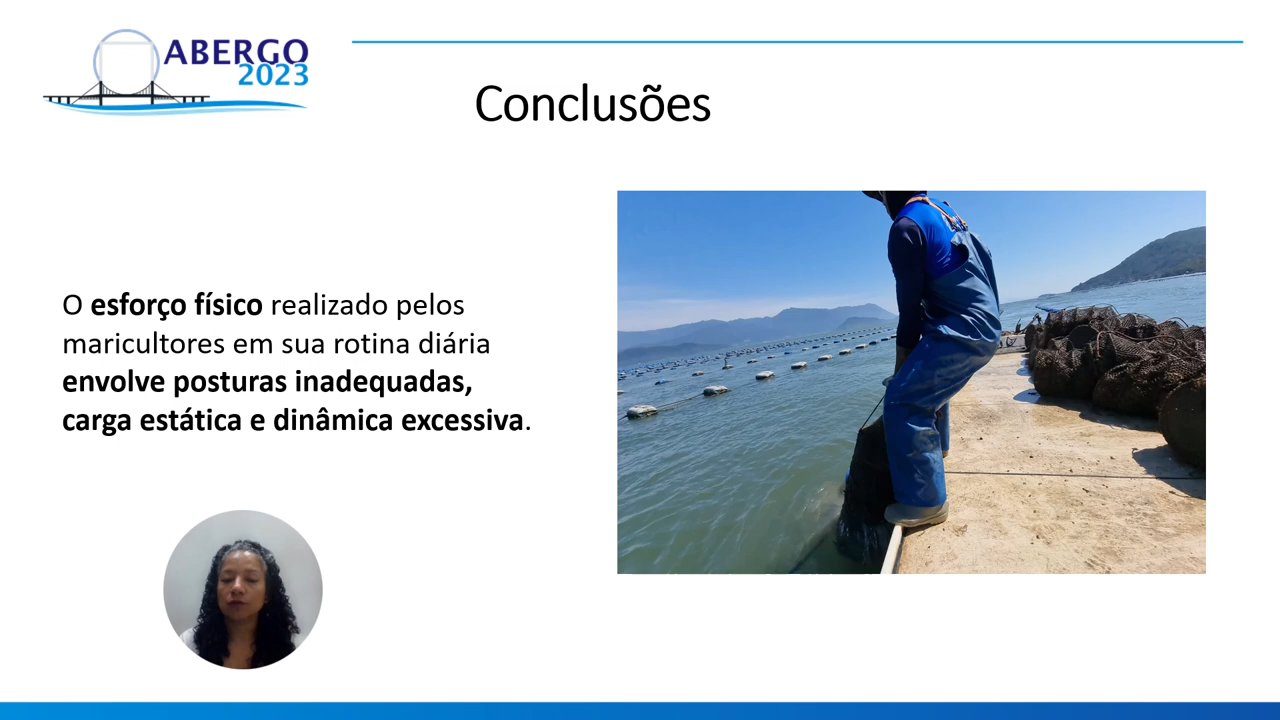 ABERGO
2023
Conclusões
O esforço físico realizado pelos
maricultores em sua rotina diária
envolve posturas inadequadas,
carga estática e dinâmica excessiva.